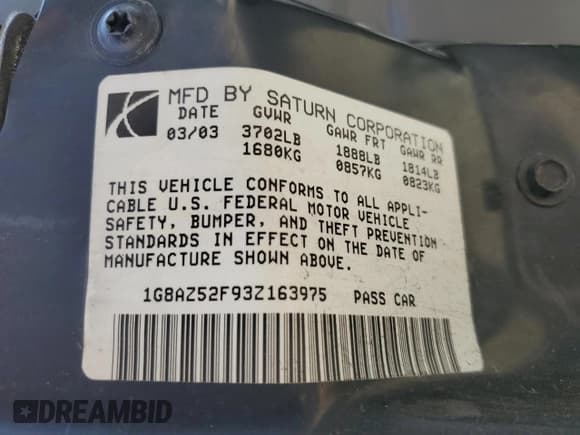 MFD BY SATURN CORPORATION
DATE GVWR GAWR FRT GAWR RR
03/03 3702LB 1888LB 1814LB
1680KG 0857KG 0823KG
THIS VEHICLE CONFORMS TO ALL APPLI-
CABLE U.S. FEDERAL MOTOR VEHICLE
SAFETY, BUMPER, AND THEFT PREVENTION
STANDARDS IN EFFECT ON THE DATE OF
MANUFACTURE SHOWN ABOVE.
1G8AZ52F93Z163975 PASS CAR
DREAMBID